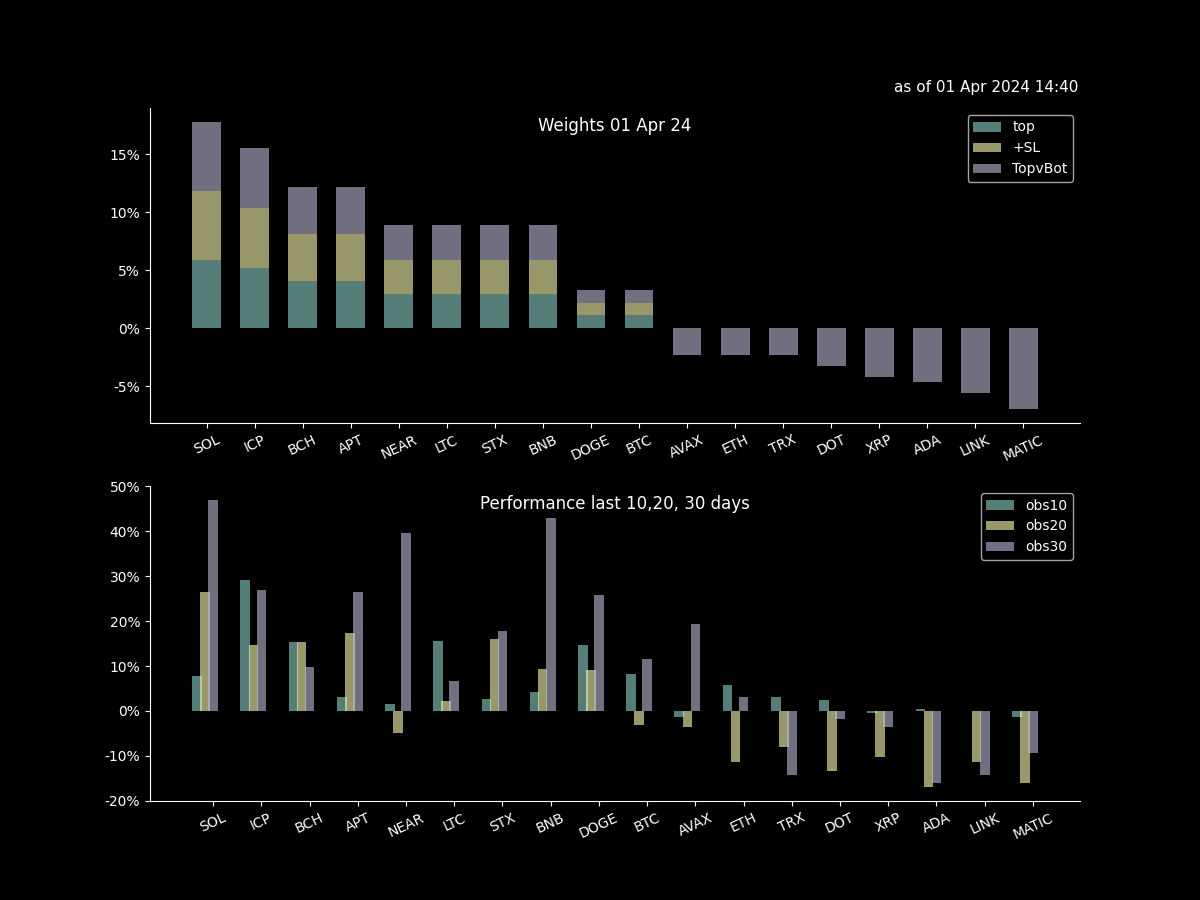 as of 01 Apr 2024 14:40
Weights 01 Apr 24
top
+SL
TopvBot
15%
10%
5%
0%
-5%
SOL ICP BCH APT NEAR LTC STX BNB DOGE BTC AVAX ETH TRX DOT XRP ADA LINK MATIC
Performance last 10,20, 30 days
obs10
obs20
obs30
50%
40%
30%
20%
10%
0%
-10%
-20%
SOL ICP BCH APT NEAR LTC STX BNB DOGE BTC AVAX ETH TRX DOT XRP ADA LINK MATIC